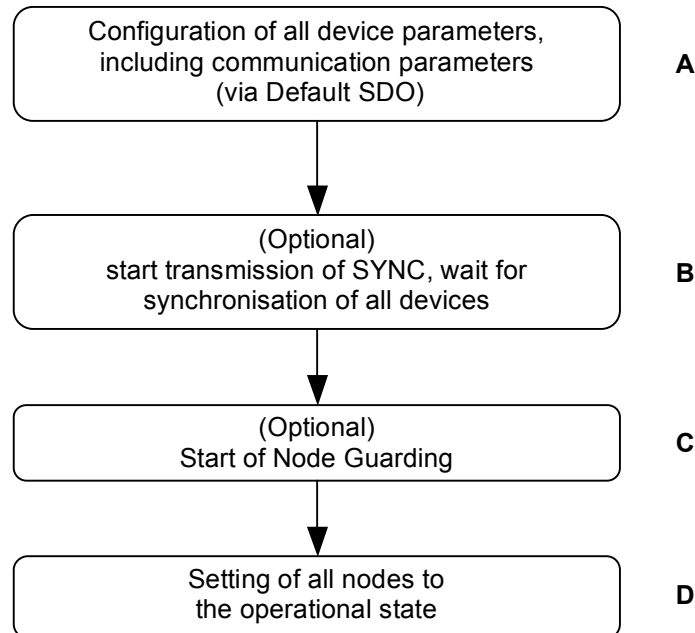 Configuration of all device parameters,
including communication parameters
(via Default SDO)
A
(Optional)
start transmission of SYNC, wait for
synchronisation of all devices
B
(Optional)
Start of Node Guarding
C
Setting of all nodes to
the operational state
D